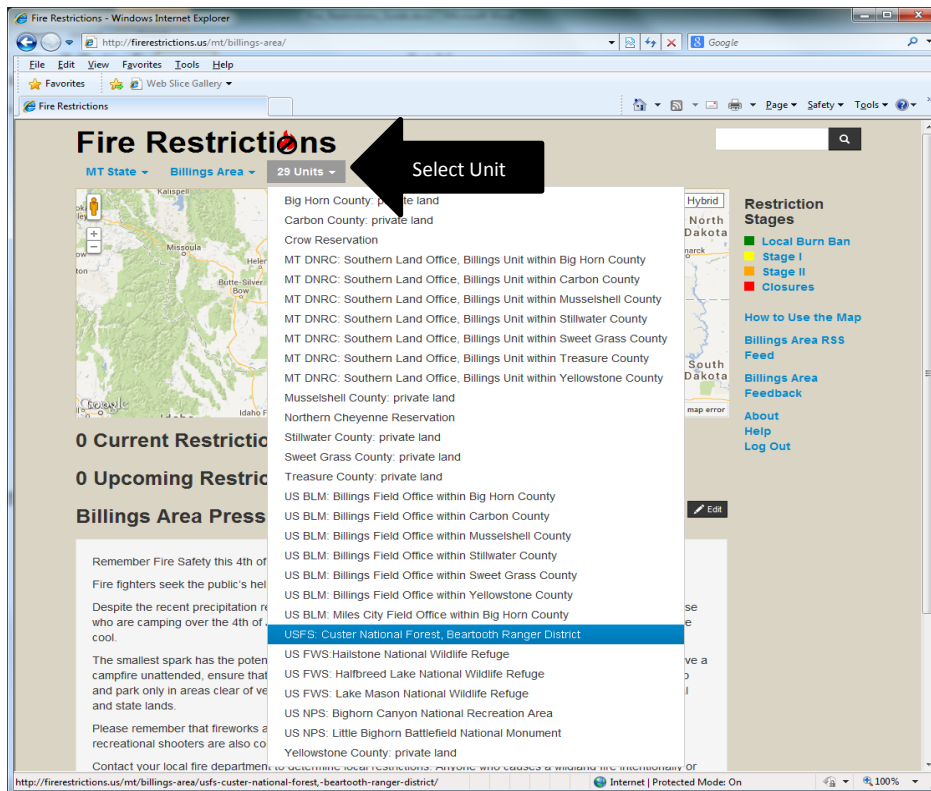 Fire Restrictions - Windows Internet Explorer
http://firerestrictions.us/mt/billings-area/
Google
File Edit View Favorites Tools Help
Favorites Web Slice Gallery
Fire Restrictions
Page Safety Tools
Fire Restrictions
MT State Billings Area 29 Units
Select Unit
Big Horn County: private land
Carbon County: private land
Crow Reservation
MT DNRC: Southern Land Office, Billings Unit within Big Horn County
MT DNRC: Southern Land Office, Billings Unit within Carbon County
MT DNRC: Southern Land Office, Billings Unit within Musselshell County
MT DNRC: Southern Land Office, Billings Unit within Stillwater County
MT DNRC: Southern Land Office, Billings Unit within Sweet Grass County
MT DNRC: Southern Land Office, Billings Unit within Treasure County
MT DNRC: Southern Land Office, Billings Unit within Yellowstone County
Musselshell County: private land
Northern Cheyenne Reservation
Stillwater County: private land
Sweet Grass County: private land
Treasure County: private land
US BLM: Billings Field Office within Big Horn County
US BLM: Billings Field Office within Carbon County
US BLM: Billings Field Office within Musselshell County
US BLM: Billings Field Office within Stillwater County
US BLM: Billings Field Office within Sweet Grass County
US BLM: Billings Field Office within Yellowstone County
US BLM: Miles City Field Office within Big Horn County
USFS: Custer National Forest, Beartooth Ranger District
US FWS:Hailstone National Wildlife Refuge
US FWS: Halfbreed Lake National Wildlife Refuge
US FWS: Lake Mason National Wildlife Refuge
US NPS: Bighorn Canyon National Recreation Area
US NPS: Little Bighorn Battlefield National Monument
Yellowstone County: private land
Kalispell
Missoula
Helen
Butte-Silver
Bow
Idaho F
Google
Hybrid
North
Dakota
South
Dakota
map error
Restriction
Stages
Local Burn Ban
Stage I
Stage II
Closures
How to Use the Map
Billings Area RSS
Feed
Billings Area
Feedback
About
Help
Log Out
0 Current Restrictio
0 Upcoming Restric
Billings Area Press
Edit
Remember Fire Safety this 4th of
Fire fighters seek the public's hel
Despite the recent precipitation re
who are camping over the 4th of
cool.
The smallest spark has the poten ve a
campfire unattended, ensure that
and park only in areas clear of ve
and state lands.
Please remember that fireworks a
recreational shooters are also co
Contact your local fire department to determine local restrictions. Anyone who causes a wildland fire intentionally or
http://firerestrictions.us/mt/billings-area/usfs-custer-national-forest,-beartooth-ranger-district/
Internet | Protected Mode: On
100%